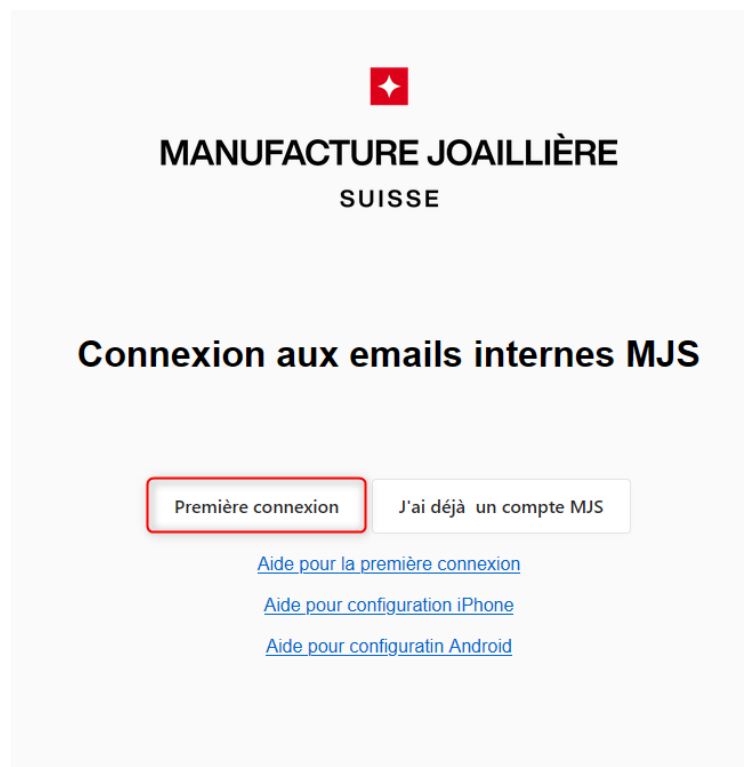 MANUFACTURE JOAILLIÈRE
SUISSE
Connexion aux emails internes MJS
Première connexion
J'ai déjà un compte MJS
Aide pour la première connexion
Aide pour configuration iPhone
Aide pour configuratin Android